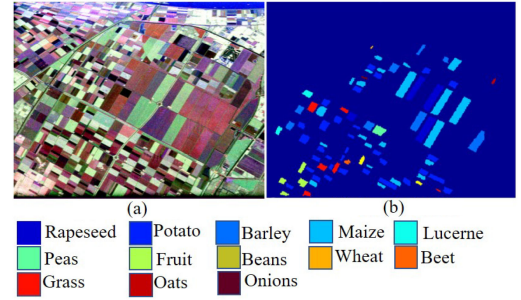 (a) (b)
Rapeseed Potato Barley Maize Lucerne
Peas Fruit Beans Wheat Beet
Grass Oats Onions